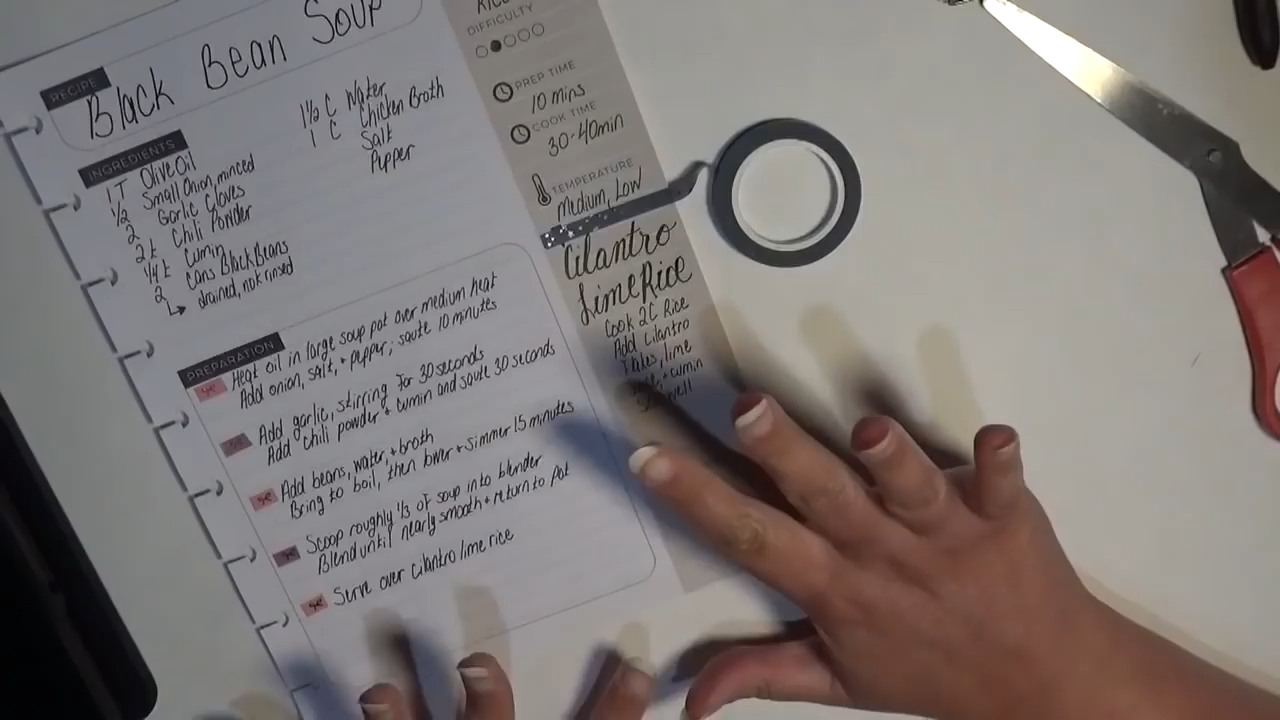 RECIPE
Black Bean Soup
INGREDIENTS
1 T Olive Oil
1/2 Small Onion, minced
2 Garlic Cloves
2 t Chili Powder
1/4 t Cumin
2 Cans Black Beans
drained, not rinsed
1½ C Water
1 C Chicken Broth
Salt
Pepper
PREPARATION
Heat oil in large soup pot over medium heat
Add onion, salt, + pepper; saute 10 minutes
Add garlic, stirring for 30 seconds
Add chili powder + cumin and saute 30 seconds
Add beans, water, + broth
Bring to boil, then lower + simmer 15 minutes
Scoop roughly 1/3 of soup into blender
Blend until nearly smooth + return to pot
Serve over cilantro lime rice
DIFFICULTY
PREP TIME
10 mins
COOK TIME
30-40min
TEMPERATURE
Medium, Low
Cilantro
Lime Rice
Cook 2C Rice
Add Cilantro
lime
+ cumin
well